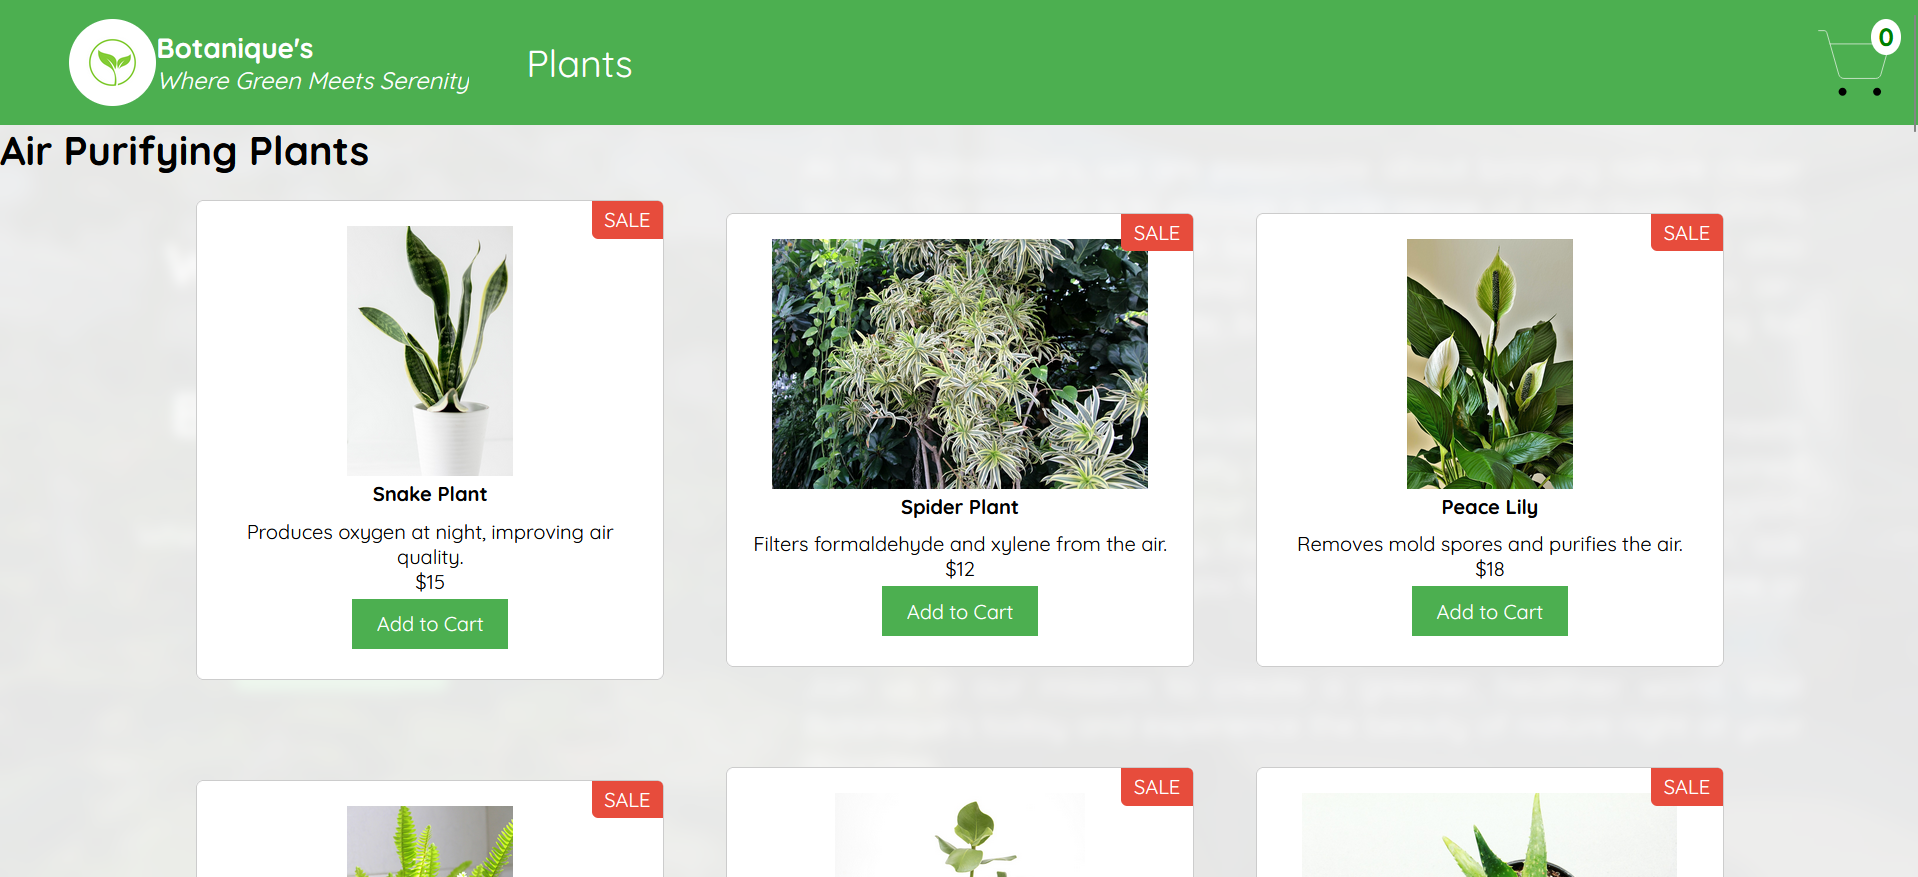 Botanique's
Where Green Meets Serenity
Plants
0
Air Purifying Plants
SALE
Snake Plant
Produces oxygen at night, improving air
quality.
$15
Add to Cart
SALE
Spider Plant
Filters formaldehyde and xylene from the air.
$12
Add to Cart
SALE
Peace Lily
Removes mold spores and purifies the air.
$18
Add to Cart
SALE
SALE
SALE